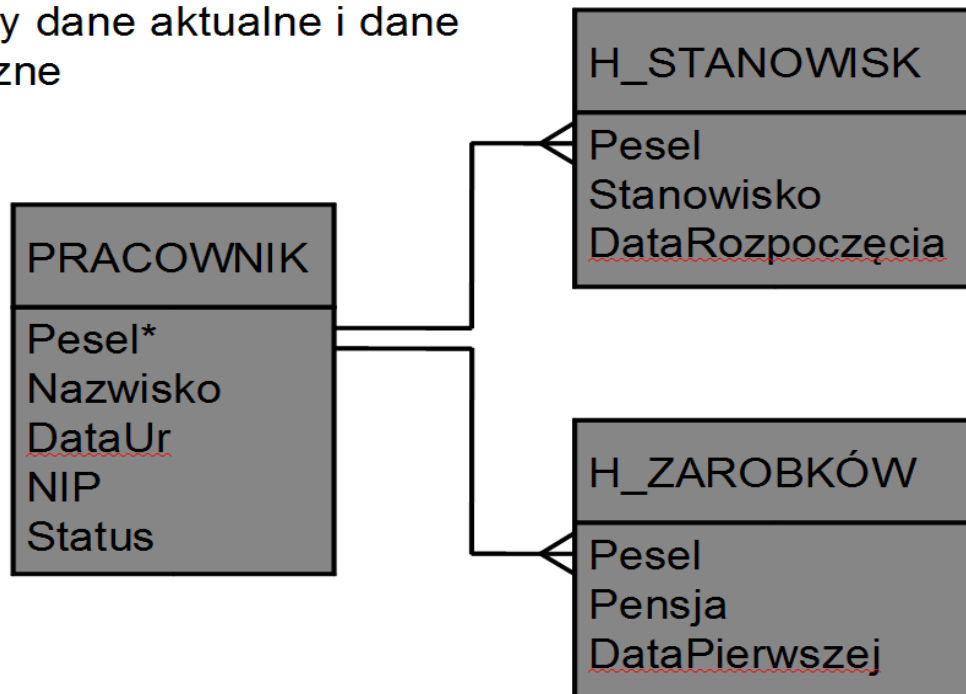 y dane aktualne i dane
zne
H_STANOWISK
Pesel
Stanowisko
DataRozpoczęcia
PRACOWNIK
Pesel*
Nazwisko
DataUr
NIP
Status
H_ZAROBKÓW
Pesel
Pensja
DataPierwszej